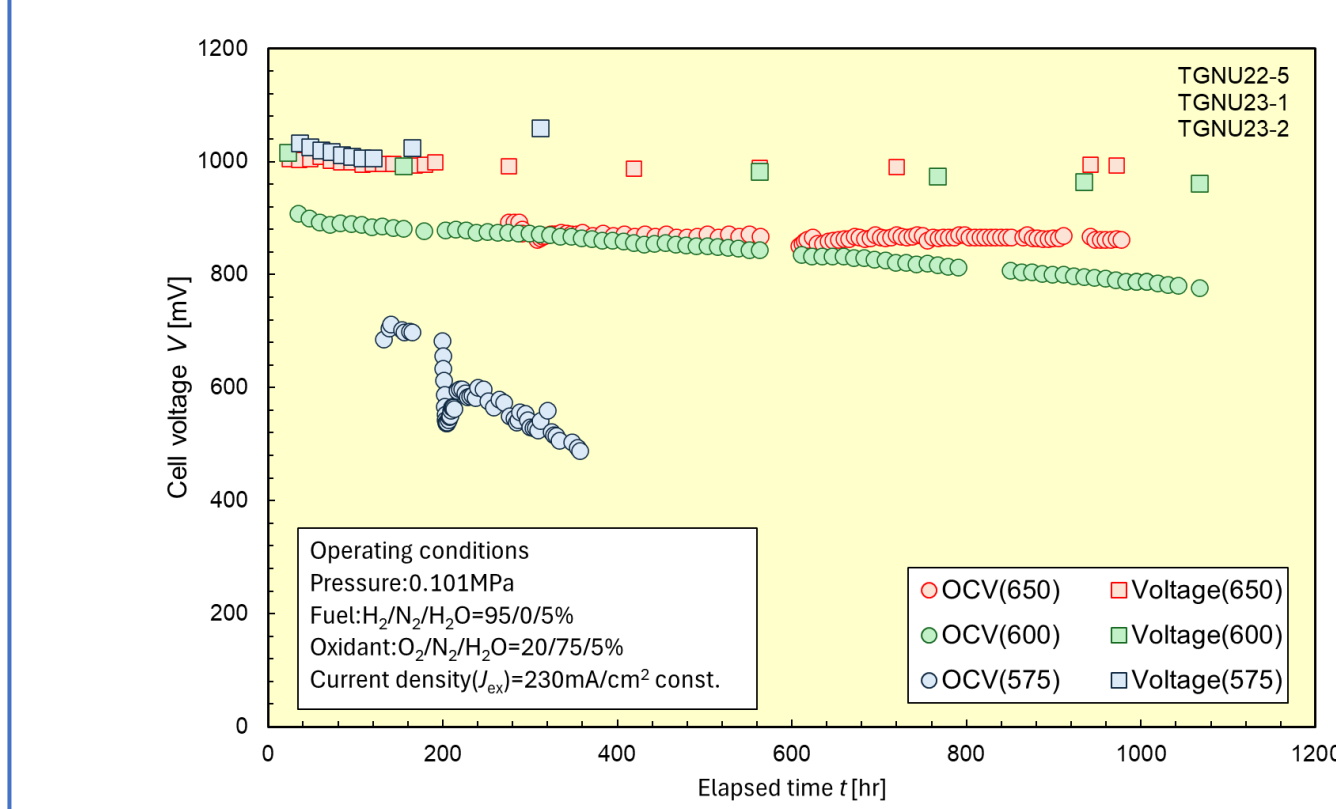 1200
1000
800
600
400
200
0
Cell voltage V [mV]
TGNU22-5
TGNU23-1
TGNU23-2
Operating conditions
Pressure:0.101MPa
Fuel:H₂/N₂/H₂O=95/0/5%
Oxidant:O₂/N₂/H₂O=20/75/5%
Current density(Jₑₓ)=230mA/cm² const.
OCV(650) Voltage(650)
OCV(600) Voltage(600)
OCV(575) Voltage(575)
0 200 400 600 800 1000 1200
Elapsed time t [hr]